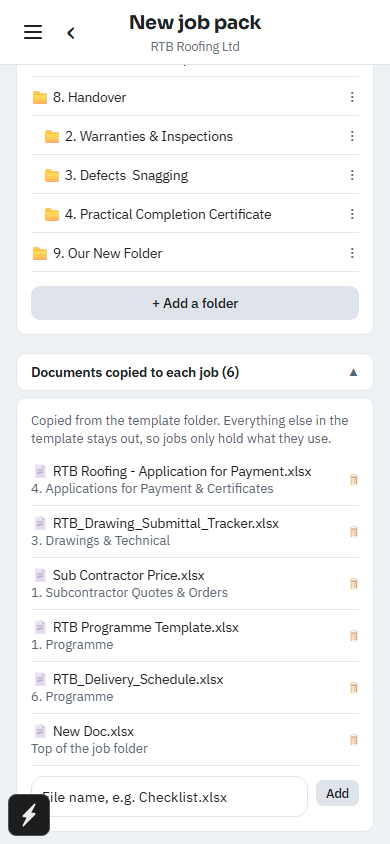 New job pack
RTB Roofing Ltd
8. Handover
2. Warranties & Inspections
3. Defects  Snagging
4. Practical Completion Certificate
9. Our New Folder
+ Add a folder
Documents copied to each job (6)
Copied from the template folder. Everything else in the
template stays out, so jobs only hold what they use.
RTB Roofing - Application for Payment.xlsx
4. Applications for Payment & Certificates
RTB_Drawing_Submittal_Tracker.xlsx
3. Drawings & Technical
Sub Contractor Price.xlsx
1. Subcontractor Quotes & Orders
RTB Programme Template.xlsx
1. Programme
RTB_Delivery_Schedule.xlsx
6. Programme
New Doc.xlsx
Top of the job folder
File name, e.g. Checklist.xlsx
Add